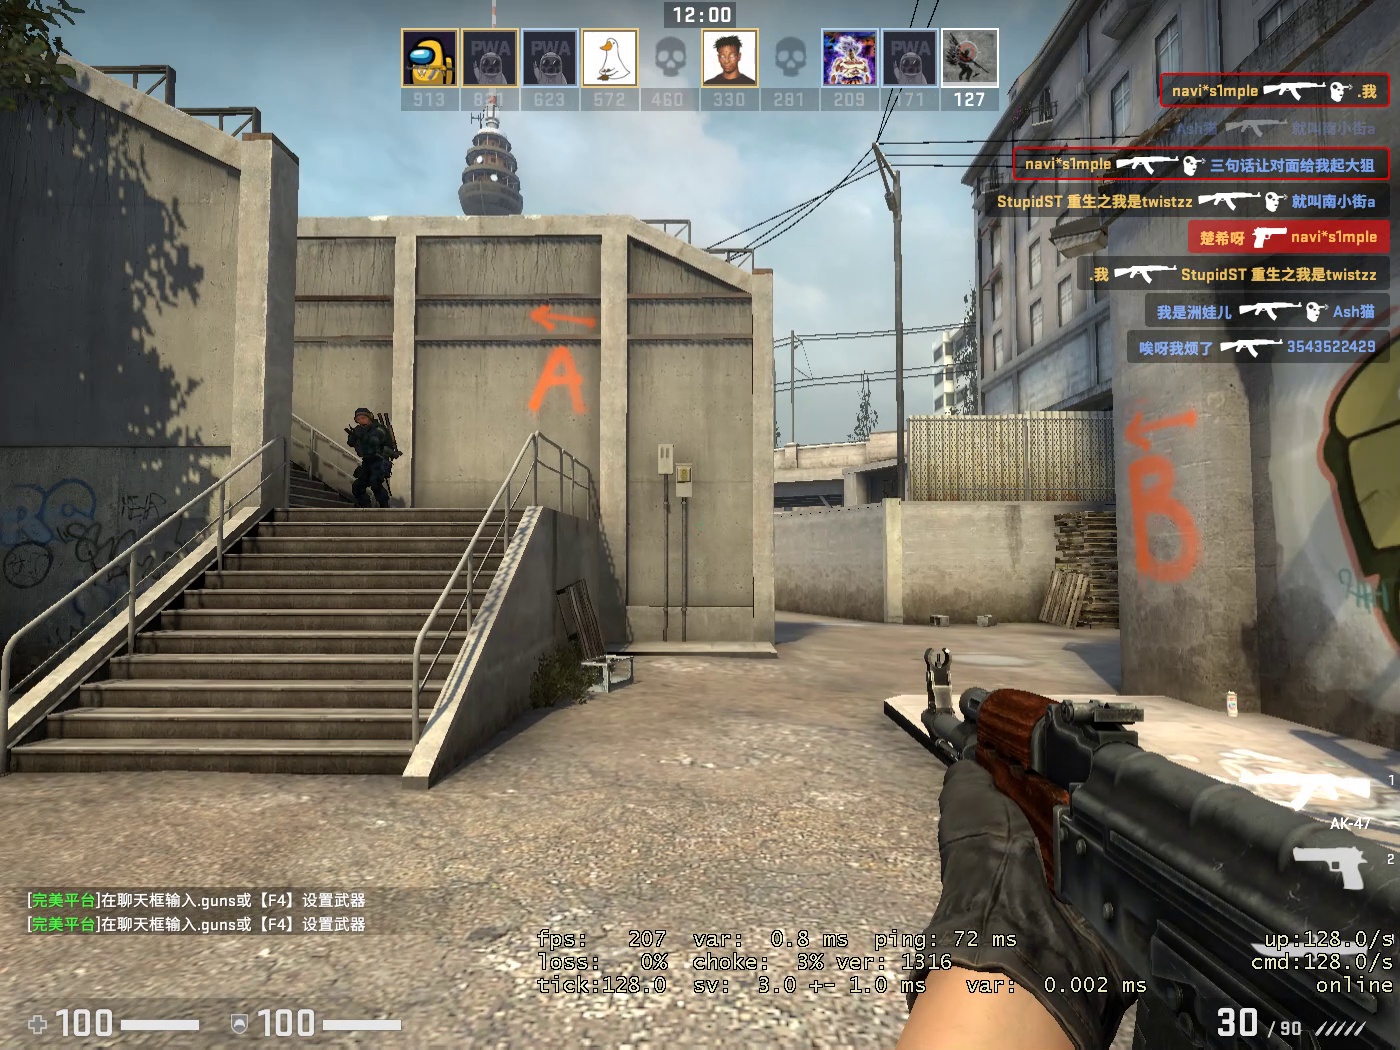 12:00
PWA
PWA
PWA
913
623
572
460
330
281
209
171
127
navi*s1mple .我
Ash猫 就叫南小街a
navi*s1mple 三句话让对面给我起大狙
StupidST 重生之我是twistzz 就叫南小街a
楚希呀 navi*s1mple
.我 StupidST 重生之我是twistzz
我是洲娃儿 Ash猫
唉呀我烦了 3543522429
A
B
1
AK-47
2
[完美平台]在聊天框输入.guns或【F4】设置武器
[完美平台]在聊天框输入.guns或【F4】设置武器
fps: 207 var: 0.8 ms ping: 72 ms
loss: 0% choke: 3% ver: 1316
tick:128.0 sv: 3.0 +- 1.0 ms var: 0.002 ms
up:128.0/s
cmd:128.0/s
online
100
100
30 / 90